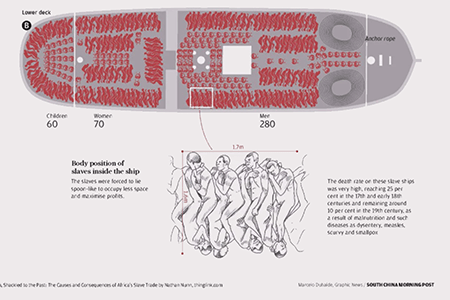 Lower deck
B
Anchor rope
Children
60
Women
70
Men
280
1.7m
Body position of
slaves inside the ship
The slaves were forced to lie
spoon-like to occupy less space
and maximise profits.
The death rate on these slave ships
was very high, reaching 25 per
cent in the 17th and early 18th
centuries and remaining around
10 per cent in the 19th century, as
a result of malnutrition and such
diseases as dysentery, measles,
scurvy and smallpox
Shackled to the Past: The Causes and Consequences of Africa's Slave Trade by Nathan Nunn, thinglink.com
Marcelo Duhalde, Graphic News / SOUTH CHINA MORNING POST